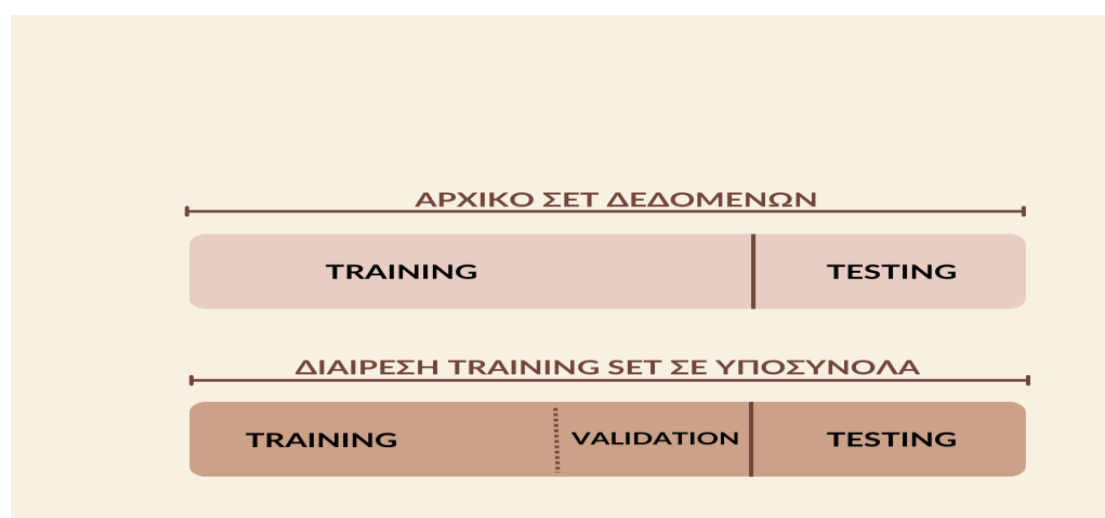 ΑΡΧΙΚΟ ΣΕΤ ΔΕΔΟΜΕΝΩΝ
TRAINING TESTING
ΔΙΑΙΡΕΣΗ TRAINING SET ΣΕ ΥΠΟΣΥΝΟΛΑ
TRAINING VALIDATION TESTING